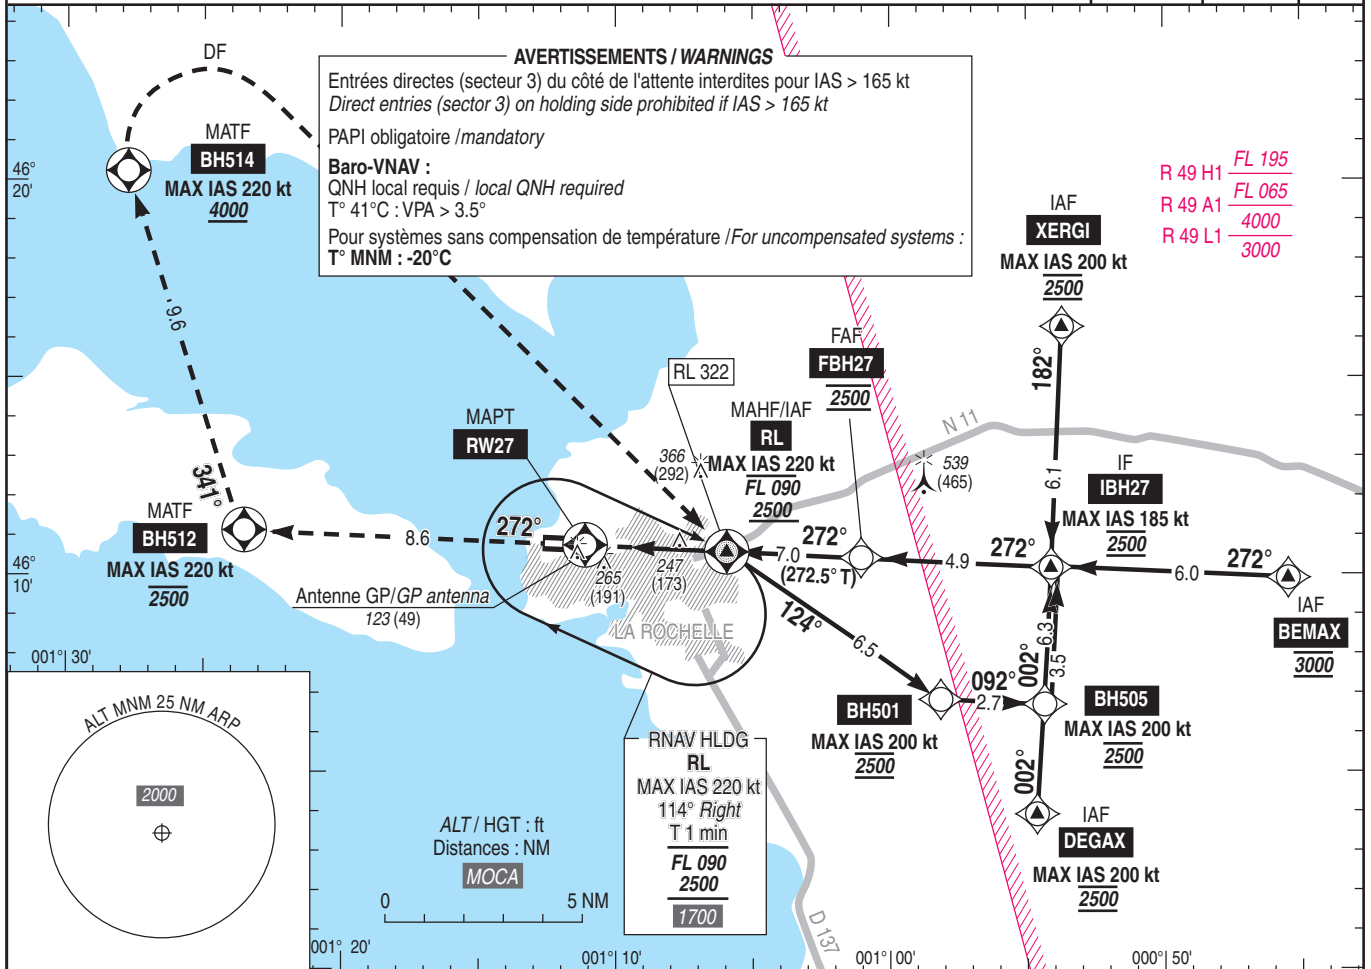 DF
AVERTISSEMENTS / WARNINGS
Entrées directes (secteur 3) du côté de l'attente interdites pour IAS > 165 kt
Direct entries (sector 3) on holding side prohibited if IAS > 165 kt
PAPI obligatoire /mandatory
Baro-VNAV :
QNH local requis / local QNH required
T° 41°C : VPA > 3.5°
Pour systèmes sans compensation de température /For uncompensated systems :
T° MNM : -20°C
MATF
BH514
MAX IAS 220 kt
4000
46°
20'
R 49 H1 FL 195
FL 065
R 49 A1
4000
R 49 L1
3000
IAF
XERGI
MAX IAS 200 kt
2500
182°
6.1
9.6
341°
FAF
FBH27
2500
RL 322
MAHF/IAF
RL
MAX IAS 220 kt
FL 090
2500
MAPT
RW27
366
(292)
N 11
539
(465)
IF
IBH27
MAX IAS 185 kt
2500
MATF
BH512
MAX IAS 220 kt
2500
8.6
272°
272°
7.0
(272.5° T)
4.9
272°
6.0
272°
IAF
BEMAX
3000
46°
10'
247
(173)
265
(191)
Antenne GP/GP antenna
123 (49)
LA ROCHELLE
124°
6.5
092°
2.7
002°
6.3
3.5
BH501
MAX IAS 200 kt
2500
BH505
MAX IAS 200 kt
2500
002°
IAF
DEGAX
MAX IAS 200 kt
2500
001° 30'
ALT MNM 25 NM ARP
2000
RNAV HLDG
RL
MAX IAS 220 kt
114° Right
T 1 min
FL 090
2500
1700
ALT / HGT : ft
Distances : NM
MOCA
0 5 NM
D 137
001° 20'
001° 10'
001° 00'
000° 50'